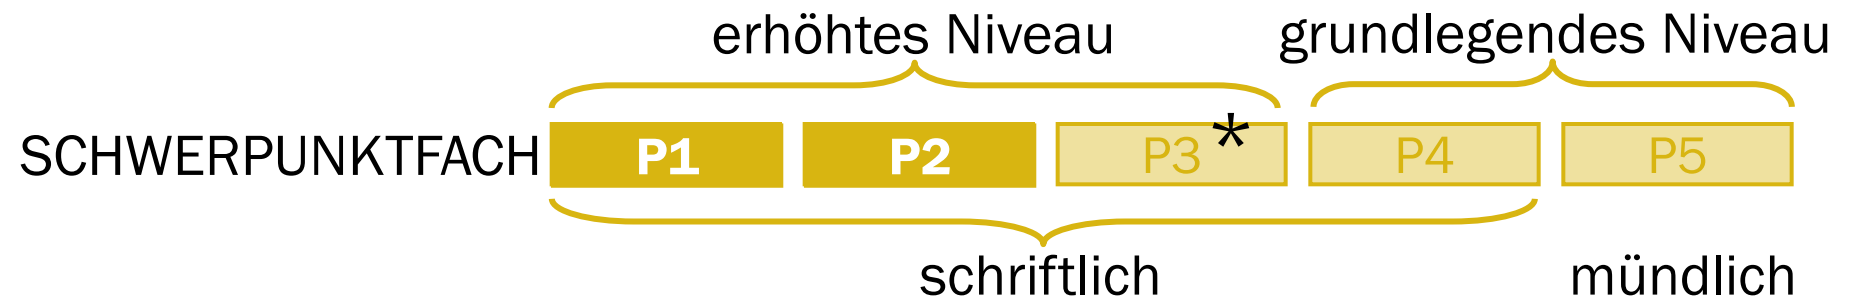 erhöhtes Niveau grundlegendes Niveau
SCHWERPUNKTFACH P1 P2 P3 * P4 P5
schriftlich mündlich